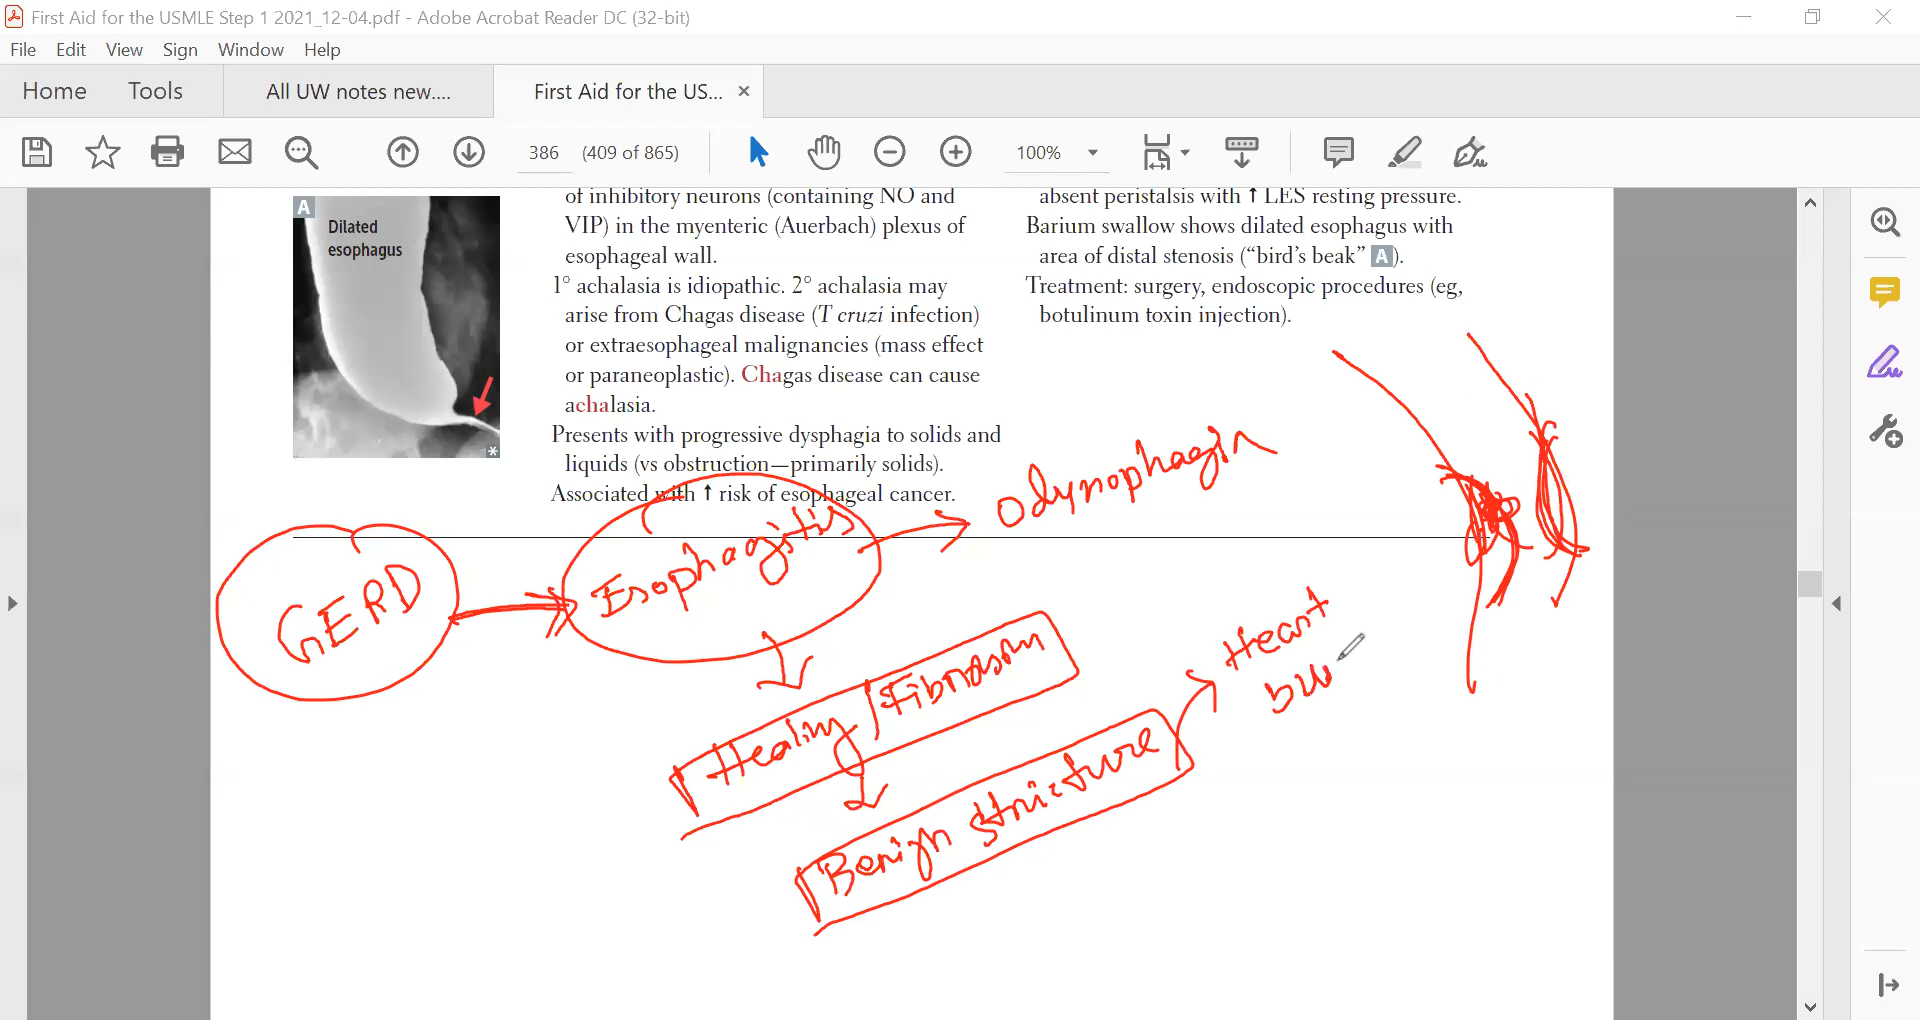 First Aid for the USMLE Step 1 2021_12-04.pdf - Adobe Acrobat Reader DC (32-bit)
File Edit View Sign Window Help
Home Tools All UW notes new.... First Aid for the US... ×
386 (409 of 865) 100%
A
Dilated
esophagus
of inhibitory neurons (containing NO and
VIP) in the myenteric (Auerbach) plexus of
esophageal wall.
1° achalasia is idiopathic. 2° achalasia may
arise from Chagas disease (T cruzi infection)
or extraesophageal malignancies (mass effect
or paraneoplastic). Chagas disease can cause
achalasia.
Presents with progressive dysphagia to solids and
liquids (vs obstruction—primarily solids).
Associated with ↑ risk of esophageal cancer.
absent peristalsis with ↑ LES resting pressure.
Barium swallow shows dilated esophagus with
area of distal stenosis (“bird’s beak” A).
Treatment: surgery, endoscopic procedures (eg,
botulinum toxin injection).
Odynophagia
Esophagitis
GERD
Healing Fibrosis
Heart
bu
Benign stricture